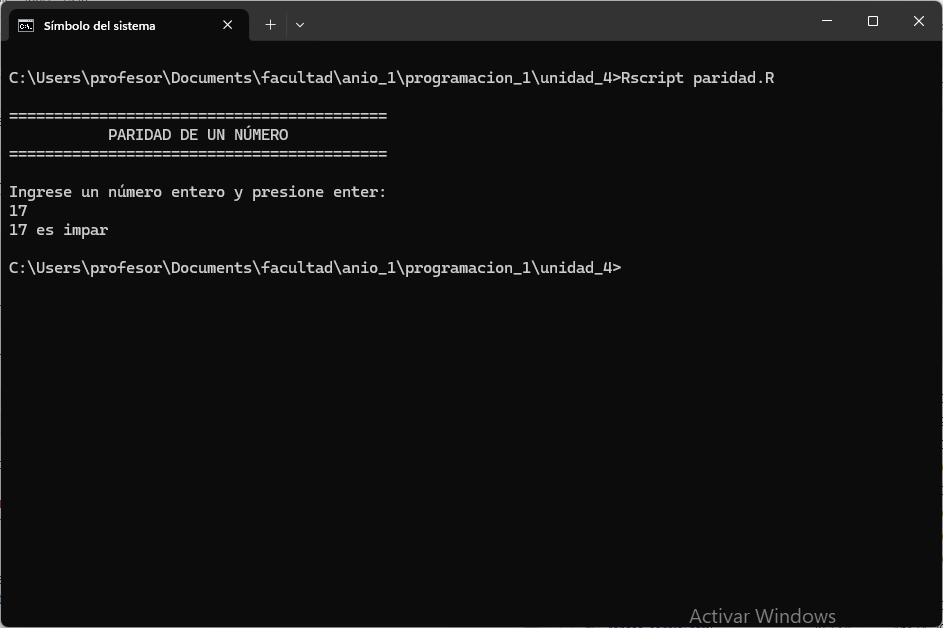 Símbolo del sistema
C:\Users\profesor\Documents\facultad\anio_1\programacion_1\unidad_4>Rscript paridad.R
==========================================
PARIDAD DE UN NÚMERO
==========================================
Ingrese un número entero y presione enter:
17
17 es impar
C:\Users\profesor\Documents\facultad\anio_1\programacion_1\unidad_4>
Activar Windows